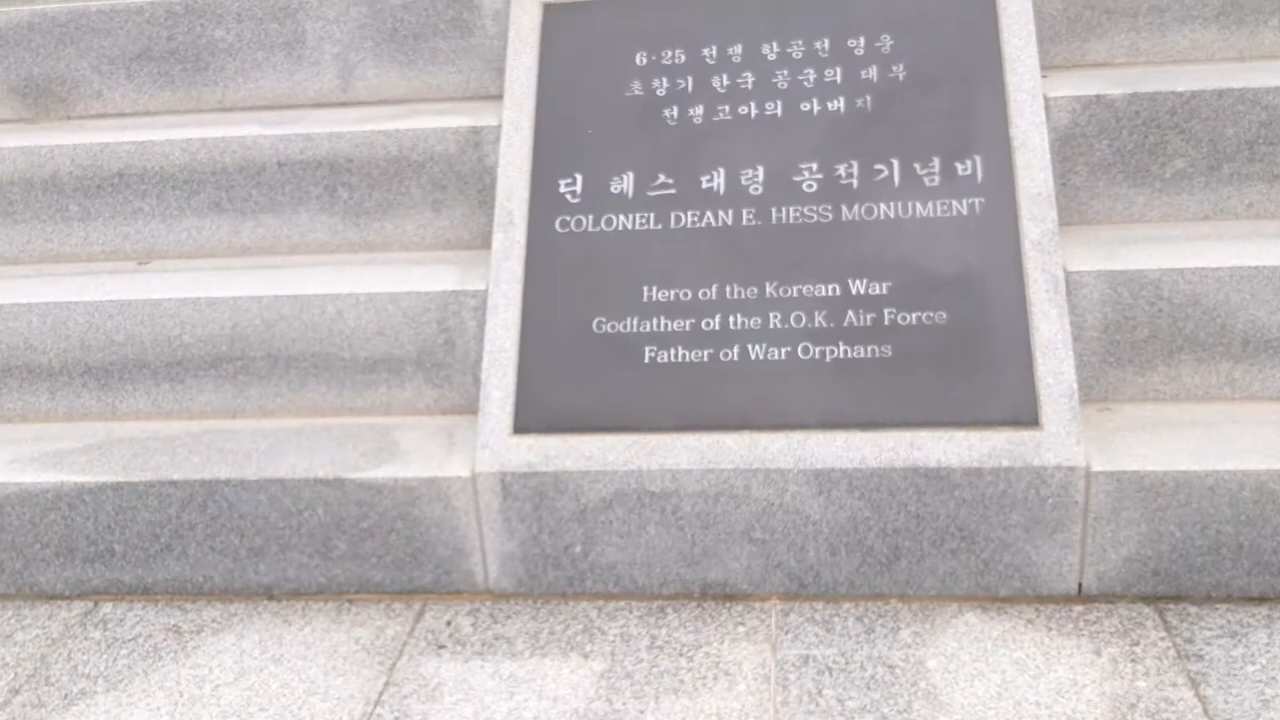 6·25 전쟁 항공전 영웅
초창기 한국 공군의 대부
전쟁고아의 아버지
딘 헤스 대령 공적기념비
COLONEL DEAN E. HESS MONUMENT
Hero of the Korean War
Godfather of the R.O.K. Air Force
Father of War Orphans